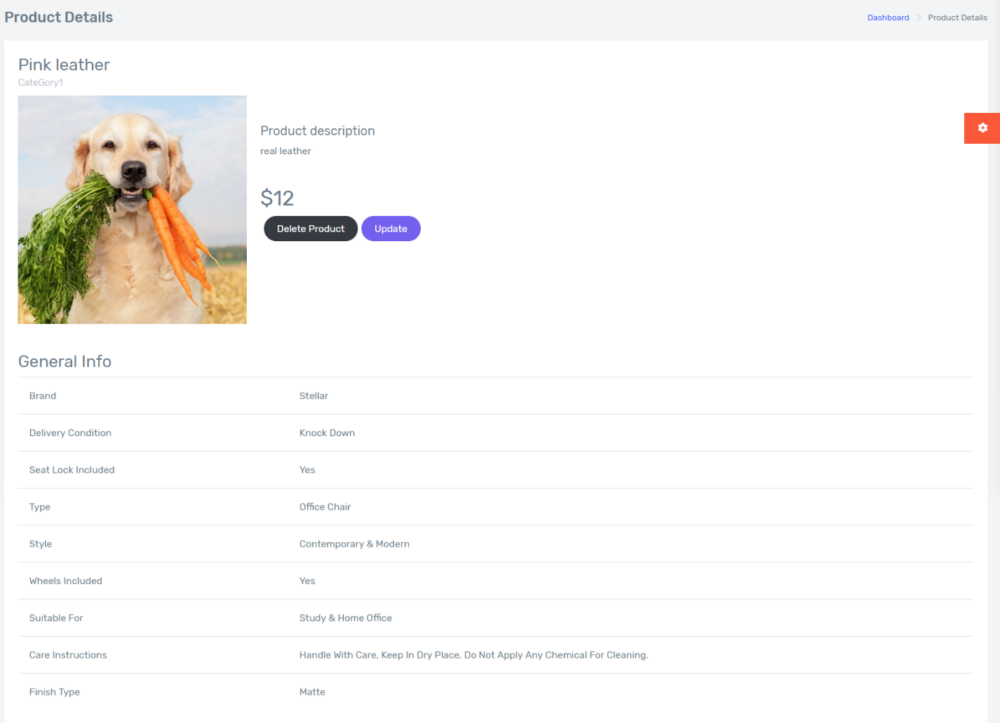 Product Details
Dashboard > Product Details
Pink leather
CateGory1
Product description
real leather
$12
Delete Product Update
General Info
Brand Stellar
Delivery Condition Knock Down
Seat Lock Included Yes
Type Office Chair
Style Contemporary & Modern
Wheels Included Yes
Suitable For Study & Home Office
Care Instructions Handle With Care, Keep In Dry Place, Do Not Apply Any Chemical For Cleaning.
Finish Type Matte